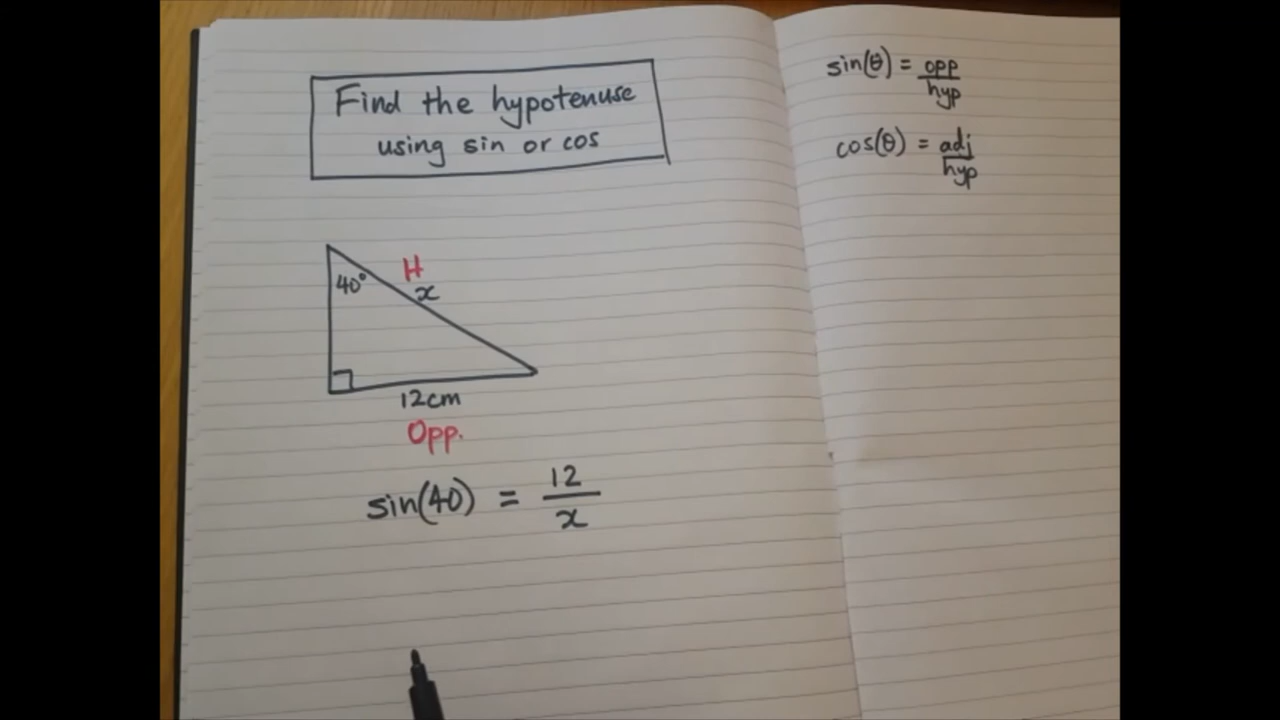 Find the hypotenuse
using sin or cos
40°
H
x
12cm
Opp.
sin(40) = 12/x
sin(θ) = opp/hyp
cos(θ) = adj/hyp